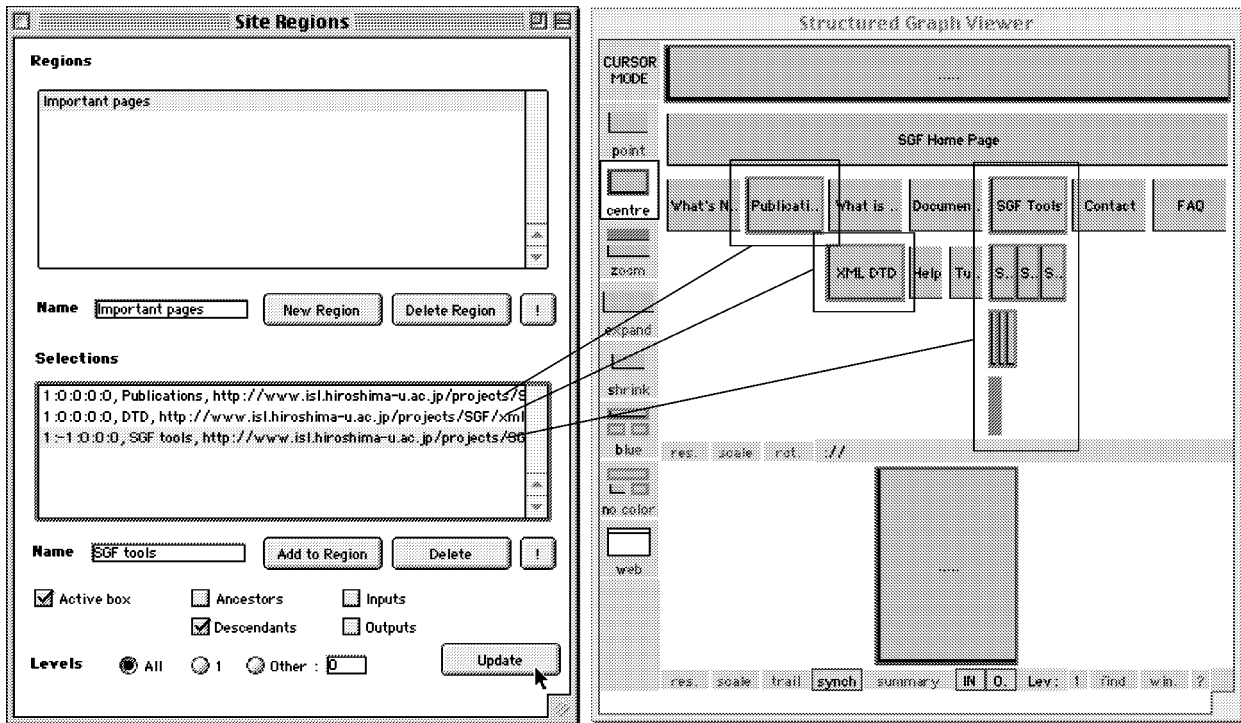 Site Regions
Regions
Important pages
Name Important pages New Region Delete Region !
Selections
1:0:0:0:0, Publications, http://www.isl.hiroshima-u.ac.jp/projects/S
1:0:0:0:0, DTD, http://www.isl.hiroshima-u.ac.jp/projects/SGF/xml
1:-1:0:0:0, SGF tools, http://www.isl.hiroshima-u.ac.jp/projects/SG
Name SGF tools Add to Region Delete !
Active box Ancestors Inputs
Descendants Outputs
Levels All 1 Other : 0 Update
Structured Graph Viewer
CURSOR
MODE
.....
SGF Home Page
point
centre
zoom
expand
shrink
blue
no color
web
What's N.. Publicati.. What is .. Documen.. SGF Tools Contact FAQ
XML DTD Help Tu.. S.. S.. S..
res. scale rot. ://
.....
res. scale trail synch summary IN O. Lev: 1 find win. ?